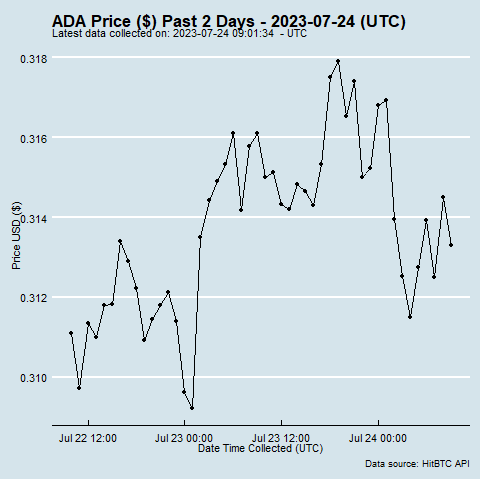 ADA Price ($) Past 2 Days - 2023-07-24 (UTC)
Latest data collected on: 2023-07-24 09:01:34 - UTC
0.318
0.316
0.314
0.312
0.310
Price USD ($)
Jul 22 12:00 Jul 23 00:00 Jul 23 12:00 Jul 24 00:00
Date Time Collected (UTC)
Data source: HitBTC API